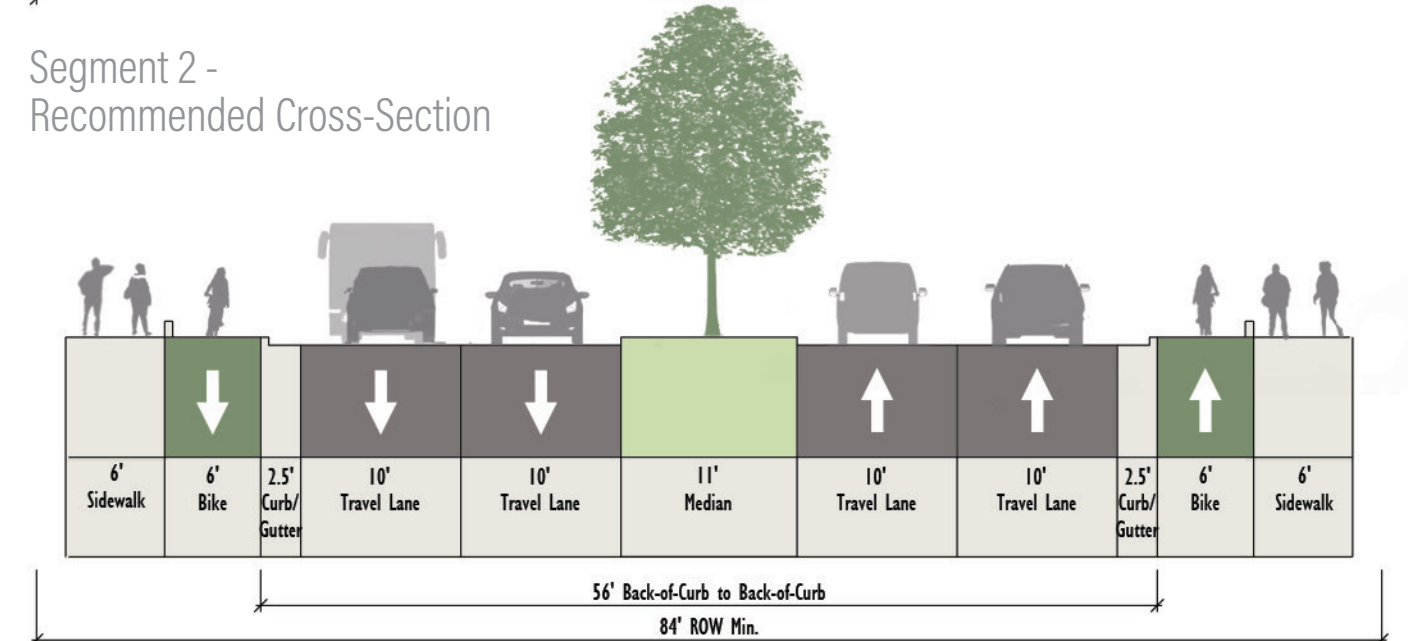 Segment 2 -
Recommended Cross-Section
6'
Sidewalk
6'
Bike
2.5'
Curb/
Gutter
10'
Travel Lane
10'
Travel Lane
11'
Median
10'
Travel Lane
10'
Travel Lane
2.5'
Curb/
Gutter
6'
Bike
6'
Sidewalk
56' Back-of-Curb to Back-of-Curb
84' ROW Min.